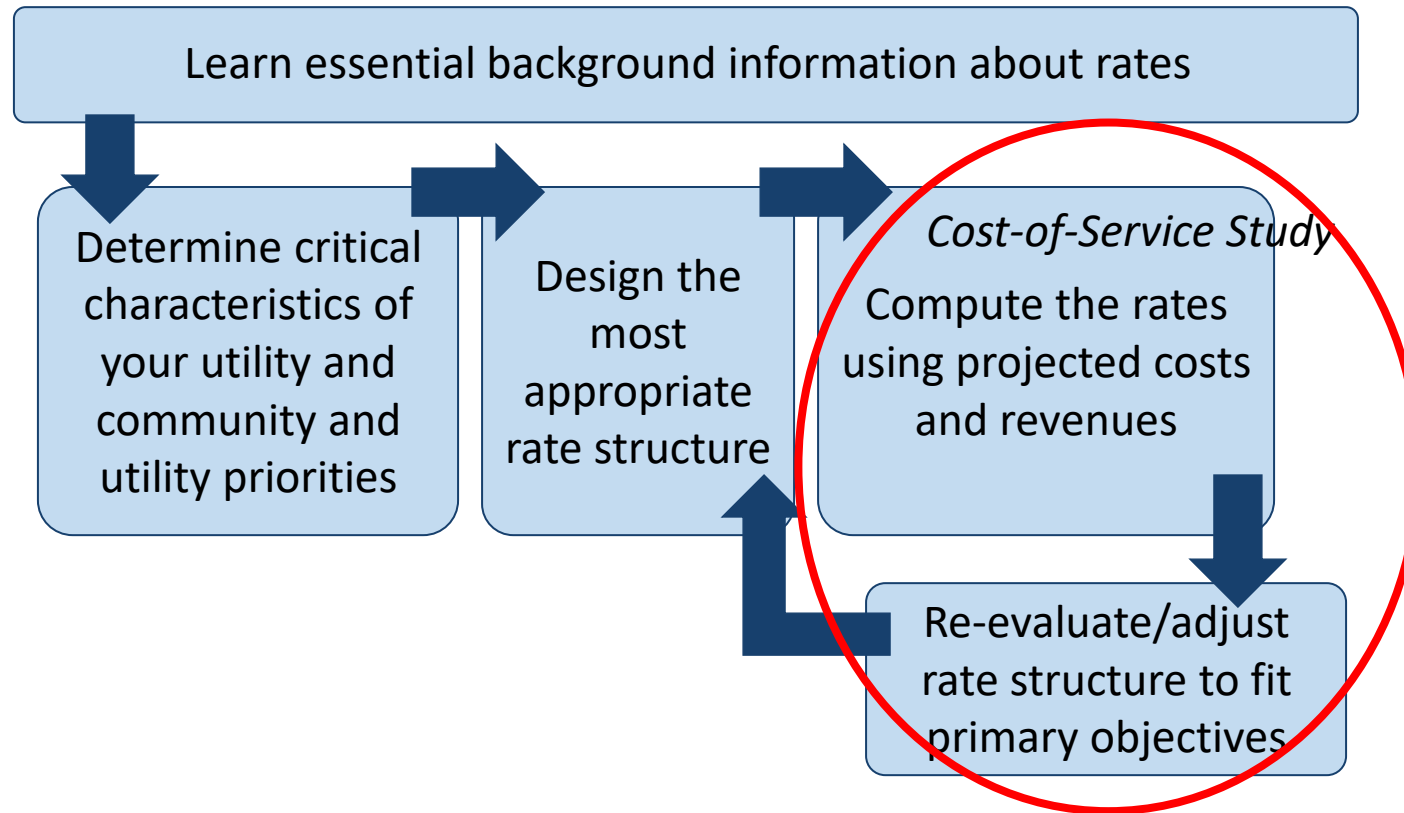 Learn essential background information about rates
Determine critical
characteristics of
your utility and
community and
utility priorities
Design the
most
appropriate
rate structure
Cost-of-Service Study
Compute the rates
using projected costs
and revenues
Re-evaluate/adjust
rate structure to fit
primary objectives